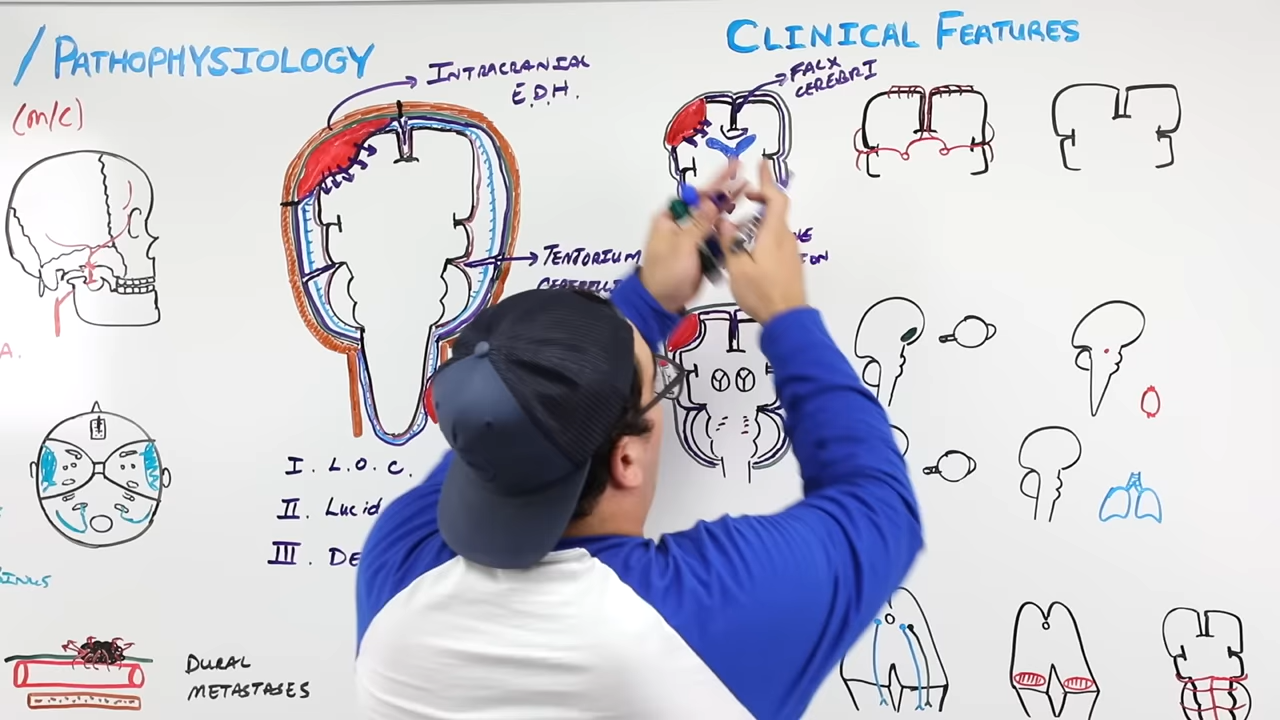 / PATHOPHYSIOLOGY
CLINICAL FEATURES
(m/c)
INTRACRANIAL
E.D.H.
FALX
CEREBRI
TENTORIUM
A.
I. L.O.C.
II. Lucid
III. DE
DURAL
METASTASES